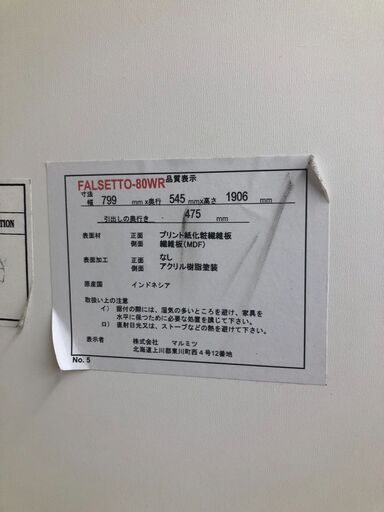 FALSETTO-80WR 品質表示
寸法
幅 799 mm x奥行 545 mmx高さ 1906 mm
引出しの奥行き 475 mm
表面材 正面 プリント紙化粧繊維板
側面 繊維板(MDF)
表面加工 正面 なし
側面 アクリル樹脂塗装
原産国 インドネシア
取扱い上の注意
イ) 据付の際には、湿気の多いところを避け、家具を
水平に保つために必要な処置を講じて下さい。
ロ) 直射日光又は、ストーブなどの熱を避けて下さい。
表示者 株式会社 マルミツ
北海道上川郡東川町西4号12番地
No. 5